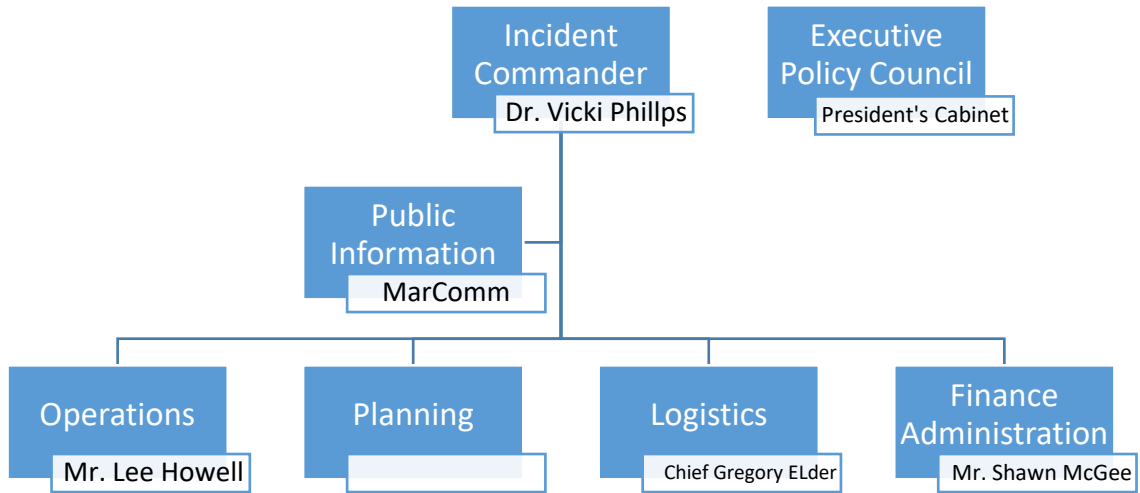 Incident
Commander
Dr. Vicki Phillps
Executive
Policy Council
President's Cabinet
Public
Information
MarComm
Operations
Mr. Lee Howell
Planning
Logistics
Chief Gregory ELder
Finance
Administration
Mr. Shawn McGee